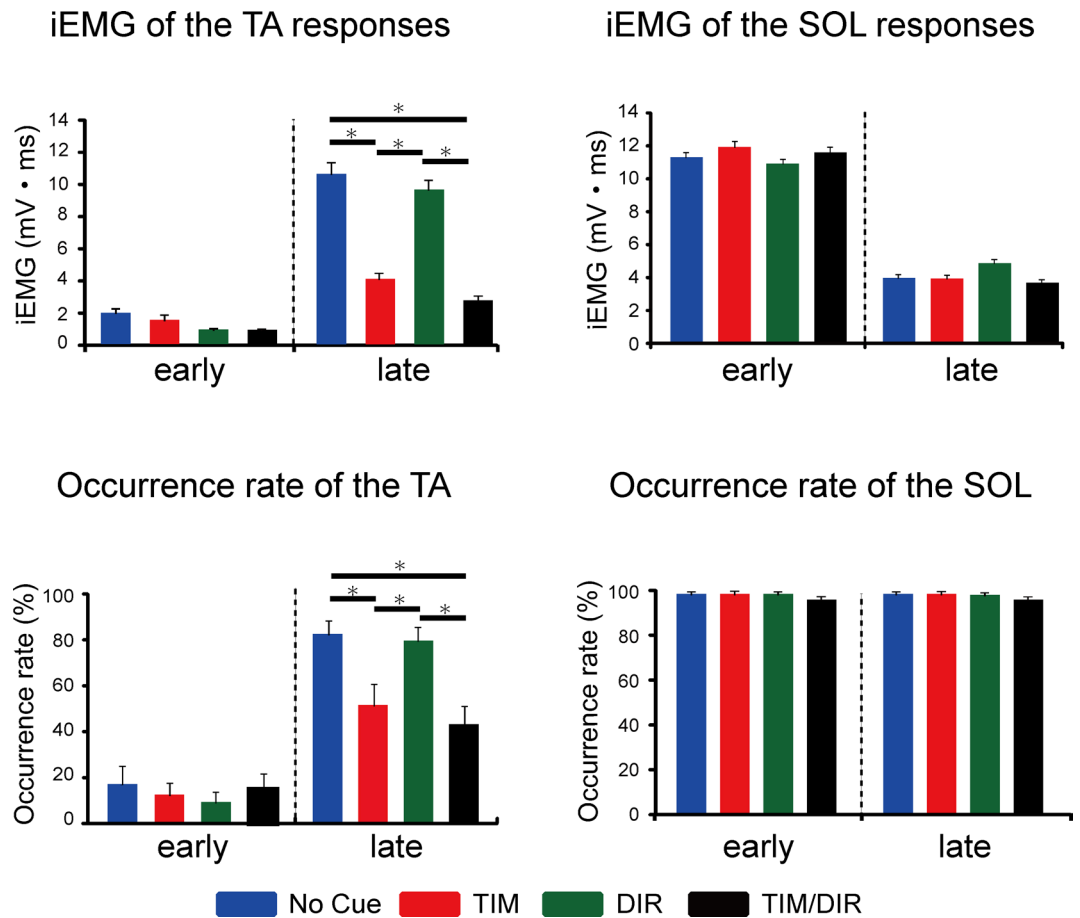 iEMG of the TA responses
iEMG (mV • ms)
14
12
10
8
6
4
2
0
*
*
*
*
early
late
iEMG of the SOL responses
iEMG (mV • ms)
14
12
10
8
6
4
2
0
early
late
Occurrence rate of the TA
Occurrence rate (%)
100
80
60
40
20
0
*
*
*
*
early
late
Occurrence rate of the SOL
Occurrence rate (%)
100
80
60
40
20
0
early
late
No Cue TIM DIR TIM/DIR